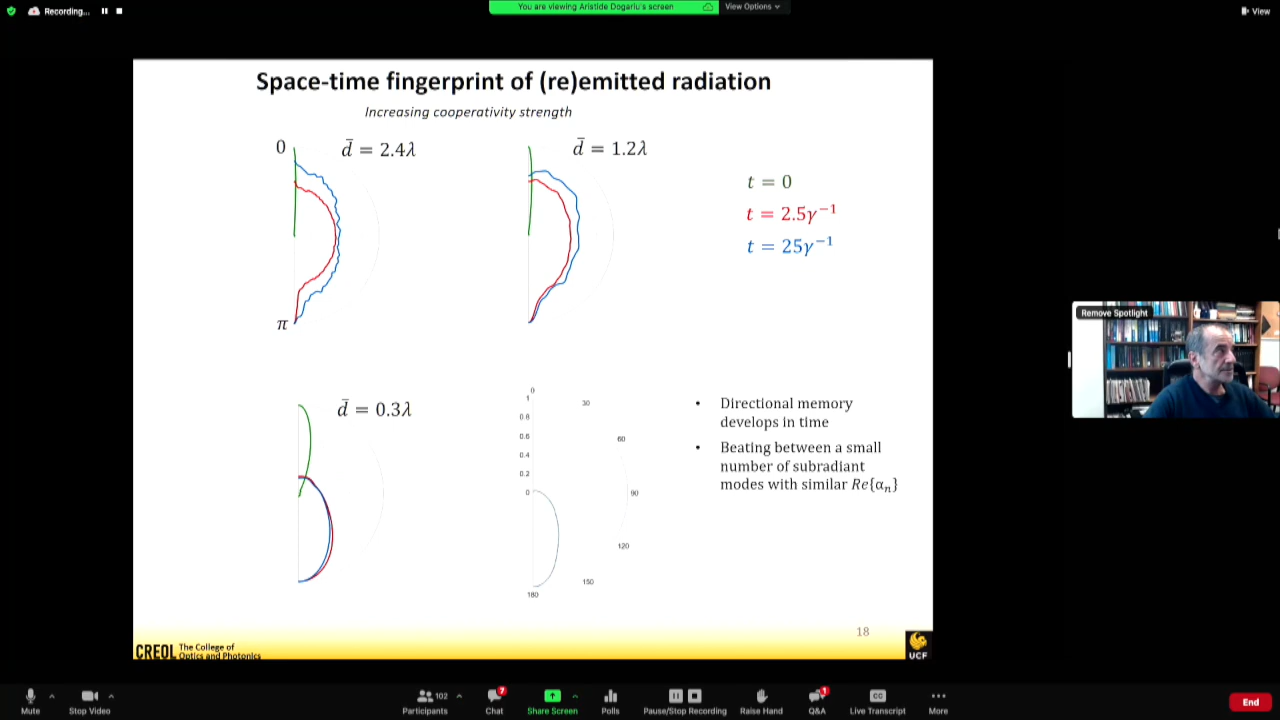 Recording...
You are viewing Aristide Dogariu's screen
View Options
View
Space-time fingerprint of (re)emitted radiation
Increasing cooperativity strength
0
d̄ = 2.4λ
d̄ = 1.2λ
t = 0
t = 2.5γ⁻¹
t = 25γ⁻¹
π
Remove Spotlight
d̄ = 0.3λ
0
1
30
0.8
0.6
60
0.4
0.2
0
90
120
150
180
• Directional memory
develops in time
• Beating between a small
number of subradiant
modes with similar Re{αₙ}
18
CREOL The College of
Optics and Photonics
UCF
102
7
1
CC
Mute
Stop Video
Participants
Chat
Share Screen
Polls
Pause/Stop Recording
Raise Hand
Q&A
Live Transcript
More
End